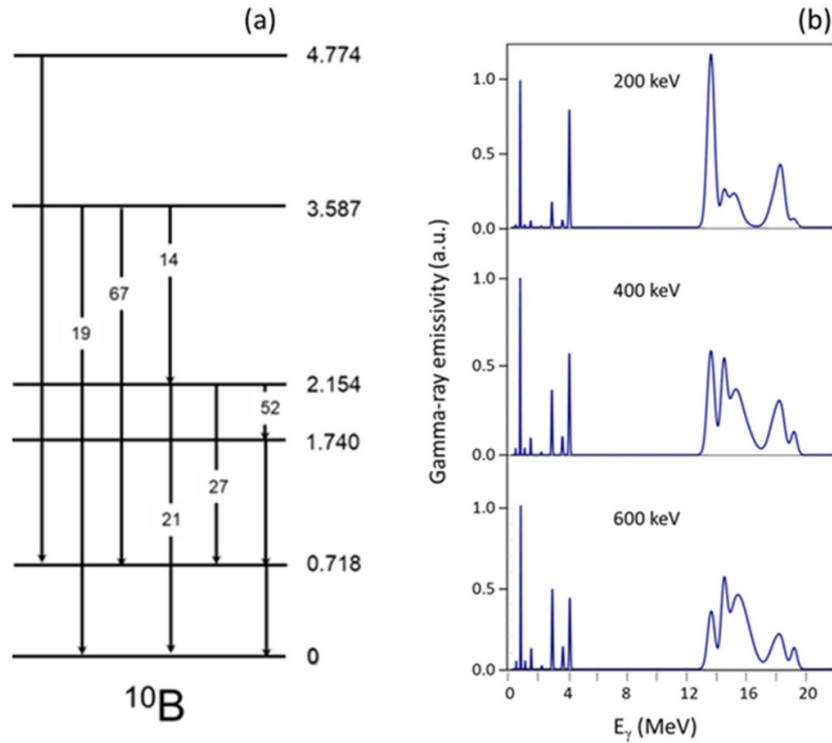 (a)
4.774
3.587
14
67
19
2.154
52
1.740
27
21
0.718
0
¹⁰B
(b)
200 keV
1.0
0.5
0.0
400 keV
1.0
0.5
0.0
600 keV
1.0
0.5
0.0
Gamma-ray emissivity (a.u.)
0 4 8 12 16 20
Eγ (MeV)